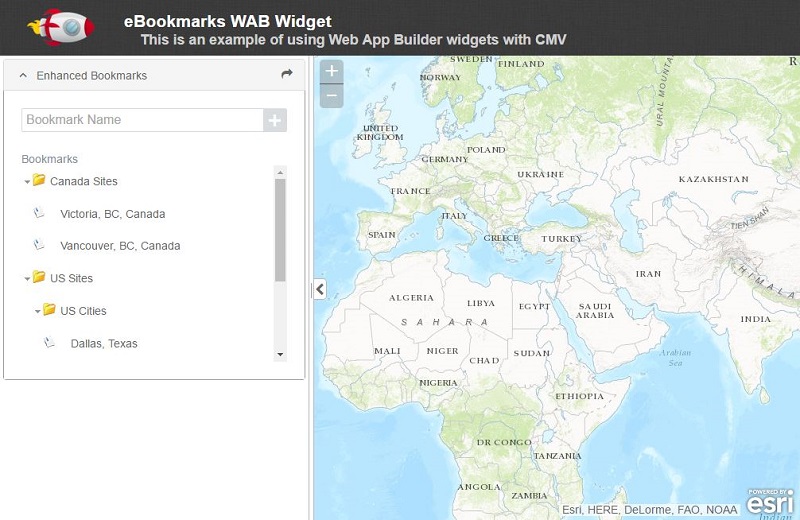 eBookmarks WAB Widget
This is an example of using Web App Builder widgets with CMV
Enhanced Bookmarks
Bookmark Name
Bookmarks
Canada Sites
Victoria, BC, Canada
Vancouver, BC, Canada
US Sites
US Cities
Dallas, Texas
SWEDEN
FINLAND
NORWAY
R
URAL MOUNTA
UNITED
KINGDOM
POLAND
GERMANY
UKRAINE
KAZAKHSTAN
FRANCE
ITALY
SPAIN
GREECE
TURKEY
TIEN SHAN
IRAN
HIMALA
ALGERIA
LIBYA
EGYPT
SAUDI
ARABIA
INDIA
SAHARA
MALI
NIGER
CHAD
SUDAN
Arabian
Sea
NIGERIA
ETHIOPIA
DR CONGO
TANZANIA
ANGOLA
ZAMBIA
POWERED BY
esri
Esri, HERE, DeLorme, FAO, NOAA
Indian